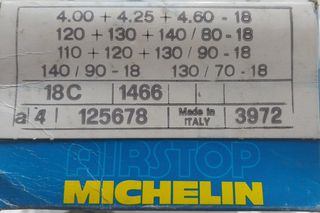 4.00 + 4.25 + 4.60 - 18
120 + 130 + 140 / 80 - 18
110 + 120 + 130 / 90 - 18
140 / 90 - 18 130 / 70 - 18
18 C 1466
a 4 125678 Made in ITALY 3972
AIRSTOP
MICHELIN